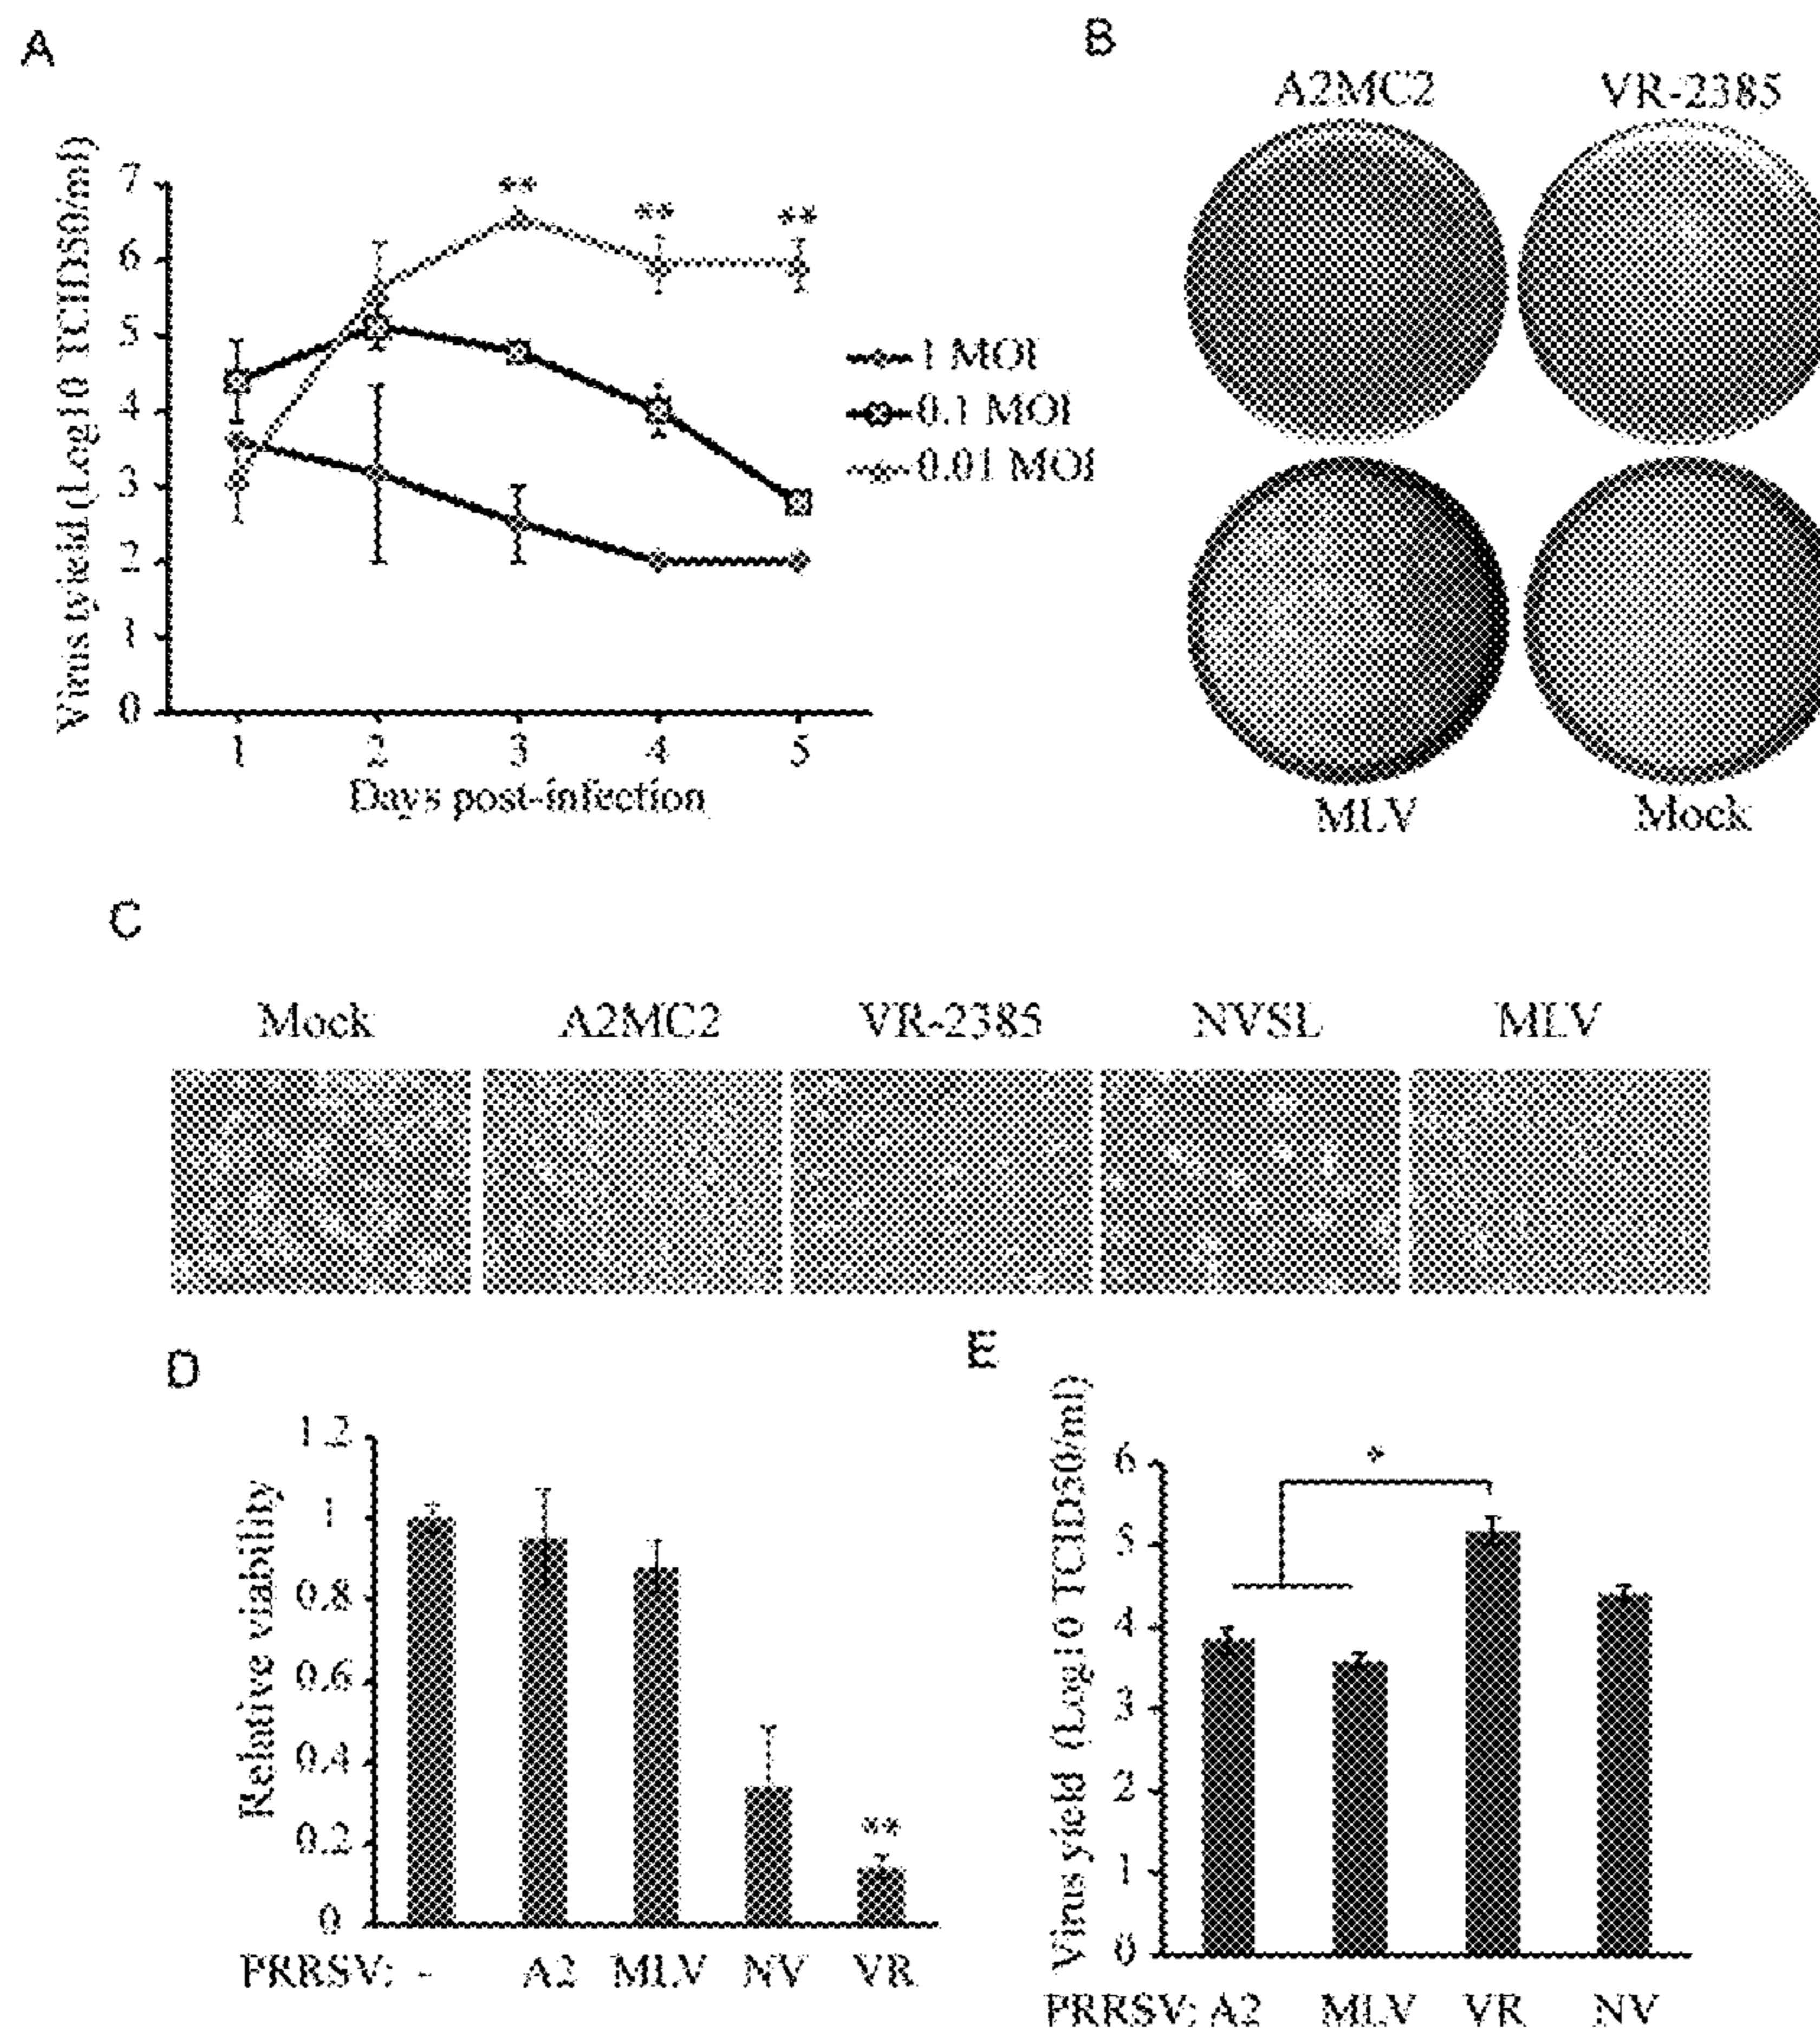 A
Virus tyield (Log10 TCID50/ml)
7
6
5
4
3
2
1
0
** ** **
1 MOI
0.1 MOI
0.01 MOI
1 2 3 4 5
Days post-infection
B
A2MC2 VR-2385
MLV Mock
C
Mock A2MC2 VR-2385 NVSL MLV
D
Relative viability
1.2
1
0.8
0.6
0.4
0.2
0
**
PRRSV: - A2 MLV NV VR
E
Virus yield (Log10 TCID50/ml)
6
5
4
3
2
1
0
*
PRRSV: A2 MLV VR NV